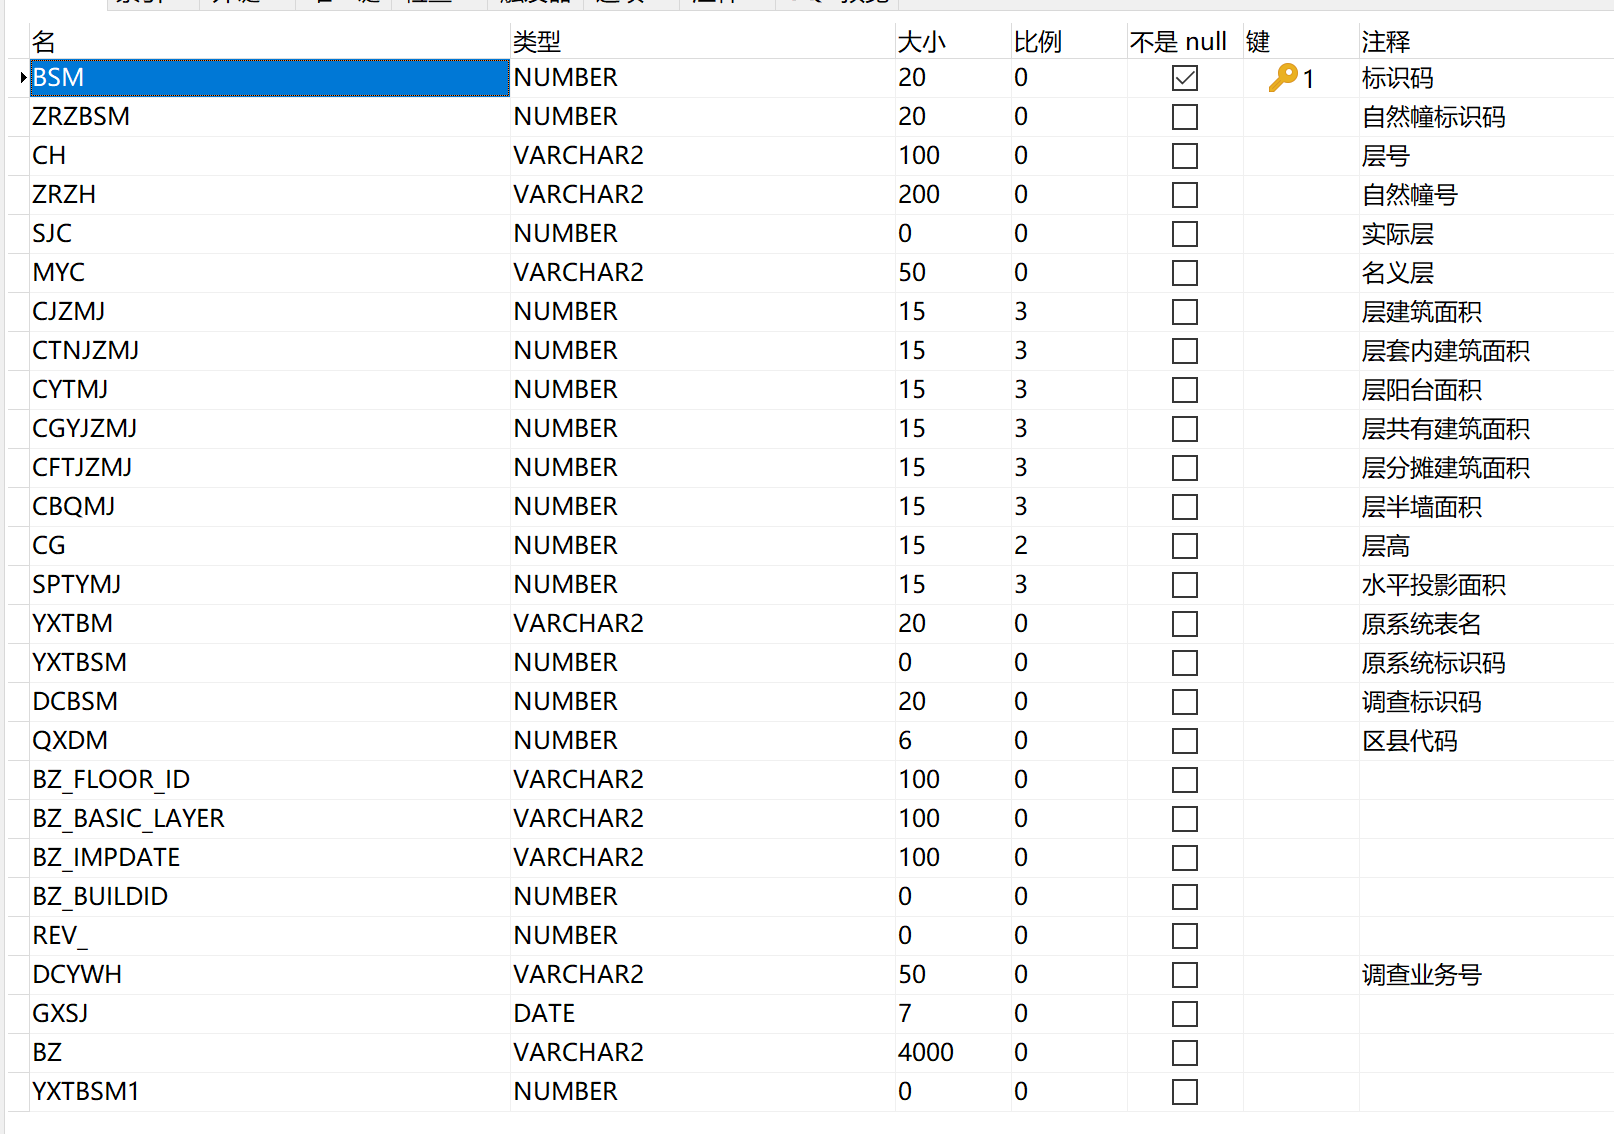 名 类型 大小 比例 不是 null 键 注释
BSM NUMBER 20 0 1 标识码
ZRZBSM NUMBER 20 0 自然幢标识码
CH VARCHAR2 100 0 层号
ZRZH VARCHAR2 200 0 自然幢号
SJC NUMBER 0 0 实际层
MYC VARCHAR2 50 0 名义层
CJZMJ NUMBER 15 3 层建筑面积
CTNJZMJ NUMBER 15 3 层套内建筑面积
CYTMJ NUMBER 15 3 层阳台面积
CGYJZMJ NUMBER 15 3 层共有建筑面积
CFTJZMJ NUMBER 15 3 层分摊建筑面积
CBQMJ NUMBER 15 3 层半墙面积
CG NUMBER 15 2 层高
SPTYMJ NUMBER 15 3 水平投影面积
YXTBM VARCHAR2 20 0 原系统表名
YXTBSM NUMBER 0 0 原系统标识码
DCBSM NUMBER 20 0 调查标识码
QXDM NUMBER 6 0 区县代码
BZ_FLOOR_ID VARCHAR2 100 0
BZ_BASIC_LAYER VARCHAR2 100 0
BZ_IMPDATE VARCHAR2 100 0
BZ_BUILDID NUMBER 0 0
REV_ NUMBER 0 0
DCYWH VARCHAR2 50 0 调查业务号
GXSJ DATE 7 0
BZ VARCHAR2 4000 0
YXTBSM1 NUMBER 0 0